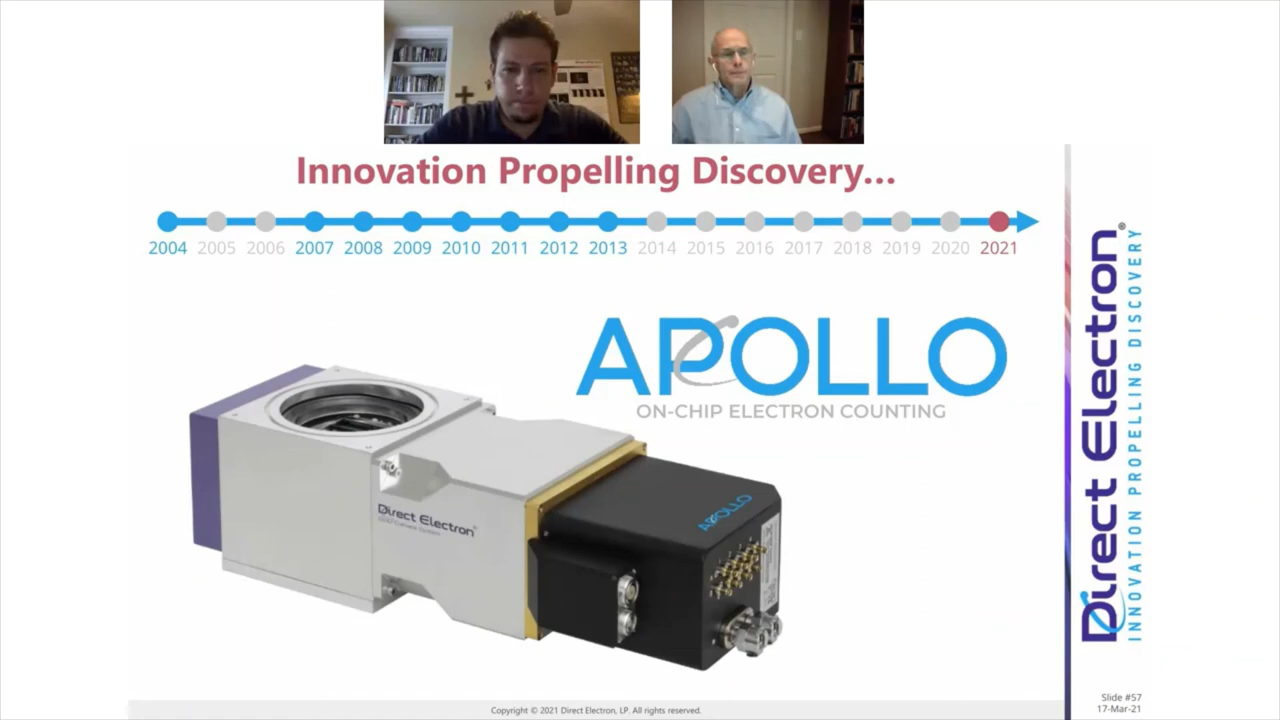 Innovation Propelling Discovery...
2004 2005 2006 2007 2008 2009 2010 2011 2012 2013 2014 2015 2016 2017 2018 2019 2020 2021
APOLLO
ON-CHIP ELECTRON COUNTING
Direct Electron®
APOLLO
Direct Electron®
INNOVATION PROPELLING DISCOVERY
Slide #57
17-Mar-21
Copyright © 2021 Direct Electron, LP. All rights reserved.